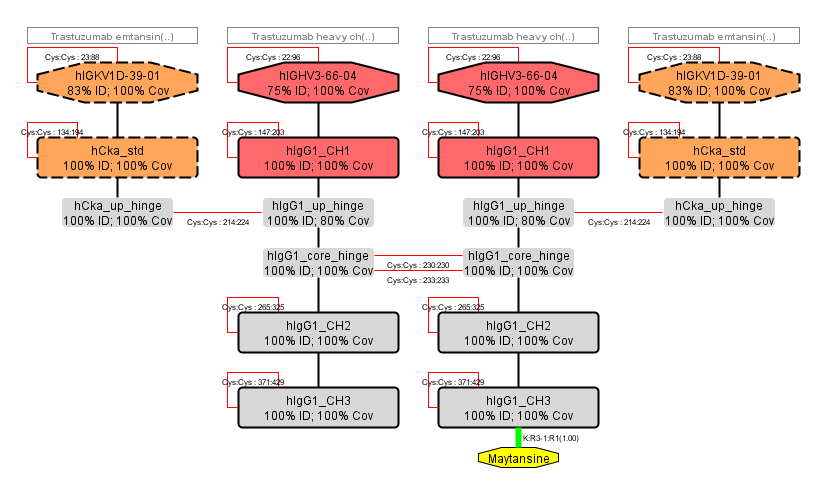 Trastuzumab emtansin(..)
Trastuzumab heavy ch(..)
Trastuzumab heavy ch(..)
Trastuzumab emtansin(..)
Cys:Cys : 23:88
Cys:Cys : 22:96
Cys:Cys : 22:96
Cys:Cys : 23:88
hIGKV1D-39-01
83% ID; 100% Cov
hIGHV3-66-04
75% ID; 100% Cov
hIGHV3-66-04
75% ID; 100% Cov
hIGKV1D-39-01
83% ID; 100% Cov
Cys:Cys : 134:194
Cys:Cys : 147:203
Cys:Cys : 147:203
Cys:Cys : 134:194
hCka_std
100% ID; 100% Cov
hIgG1_CH1
100% ID; 100% Cov
hIgG1_CH1
100% ID; 100% Cov
hCka_std
100% ID; 100% Cov
hCka_up_hinge
100% ID; 100% Cov
hIgG1_up_hinge
100% ID; 80% Cov
hIgG1_up_hinge
100% ID; 80% Cov
hCka_up_hinge
100% ID; 100% Cov
Cys:Cys : 214:224
Cys:Cys : 214:224
hIgG1_core_hinge
100% ID; 100% Cov
hIgG1_core_hinge
100% ID; 100% Cov
Cys:Cys : 230:230
Cys:Cys : 233:233
Cys:Cys : 265:325
Cys:Cys : 265:325
hIgG1_CH2
100% ID; 100% Cov
hIgG1_CH2
100% ID; 100% Cov
Cys:Cys : 371:429
Cys:Cys : 371:429
hIgG1_CH3
100% ID; 100% Cov
hIgG1_CH3
100% ID; 100% Cov
K:R3-1:R1(1.00)
Maytansine